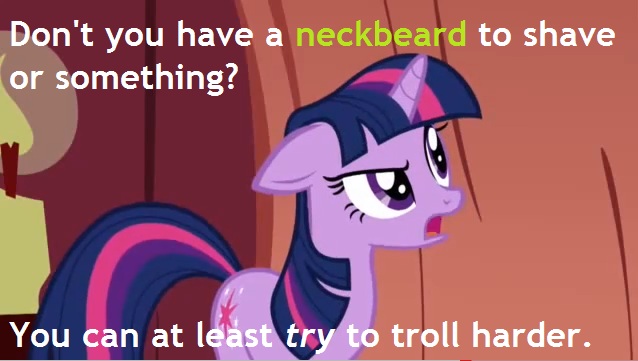 Don't you have a neckbeard to shave
or something?
You can at least try to troll harder.